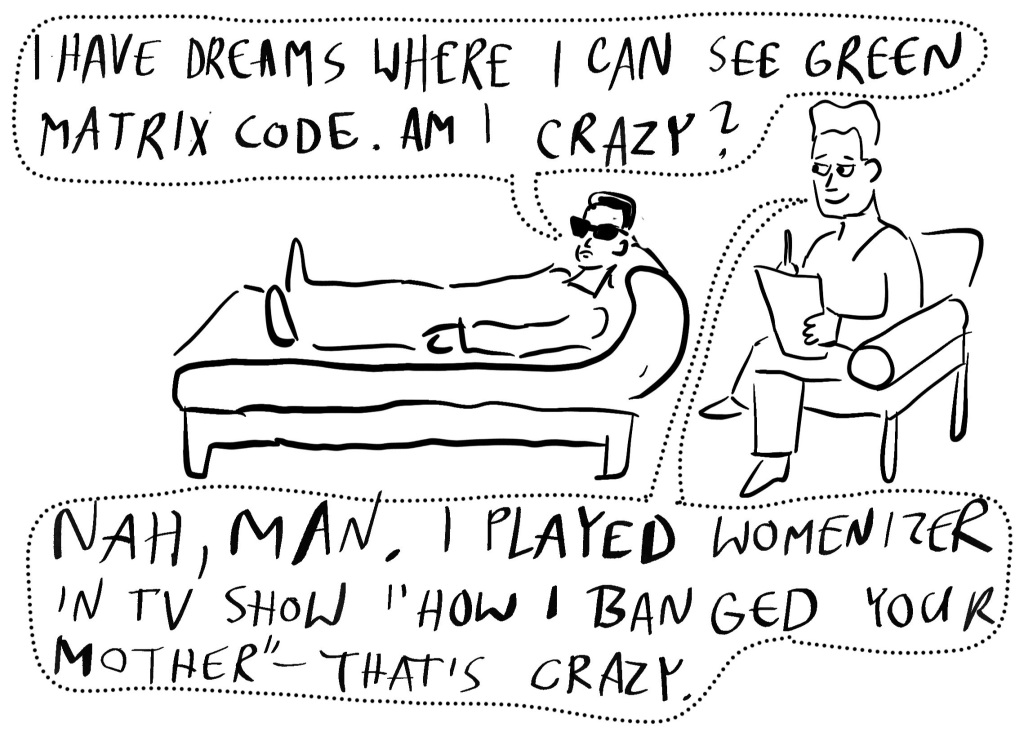 I HAVE DREAMS WHERE I CAN SEE GREEN
MATRIX CODE. AM I CRAZY?
NAH, MAN. I PLAYED WOMENIZER
IN TV SHOW "HOW I BANGED YOUR
MOTHER"– THAT'S CRAZY.